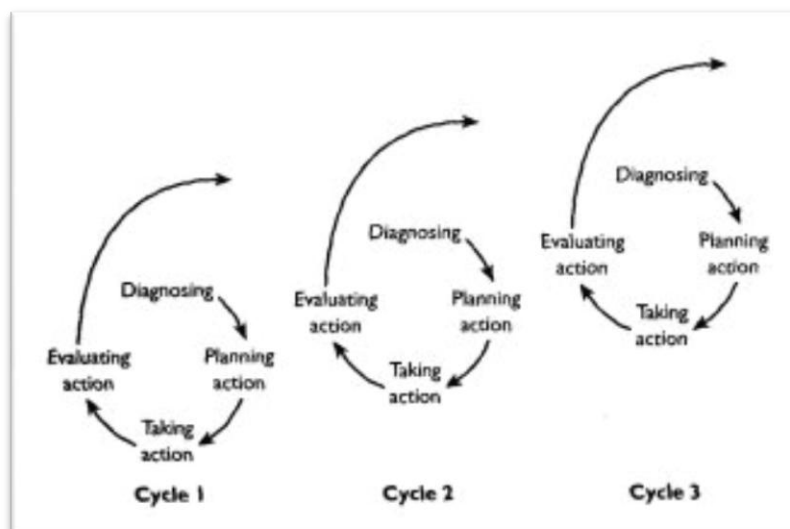 Diagnosing
Planning
action
Taking
action
Evaluating
action
Cycle 1
Diagnosing
Planning
action
Taking
action
Evaluating
action
Cycle 2
Diagnosing
Planning
action
Taking
action
Evaluating
action
Cycle 3